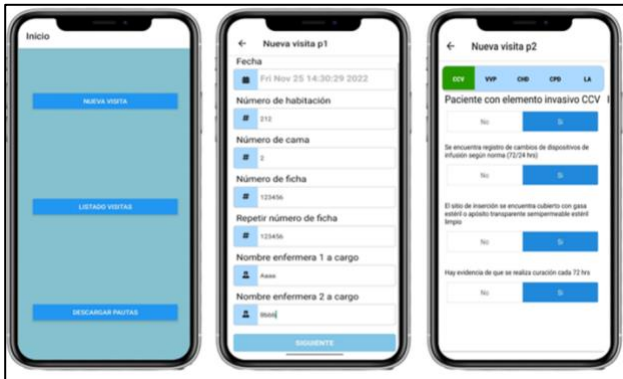 Inicio
NUEVA VISITA
LISTADO VISITAS
DESCARGAR PAUTAS
← Nueva visita p1
Fecha
Fri Nov 25 14:30:29 2022
Número de habitación
# 212
Número de cama
# 2
Número de ficha
# 123456
Repetir número de ficha
# 123456
Nombre enfermera 1 a cargo
Aaaa
Nombre enfermera 2 a cargo
Bbbb
SIGUIENTE
← Nueva visita p2
CCV VVP CHD CPD LA
Paciente con elemento invasivo CCV
No Si
Se encuentra registro de cambios de dispositivos de
infusión según norma (72/24 hrs)
No Si
El sitio de inserción se encuentra cubierto con gasa
estéril o apósito transparente semipermeable estéril
limpio
No Si
Hay evidencia de que se realiza curación cada 72 hrs
No Si